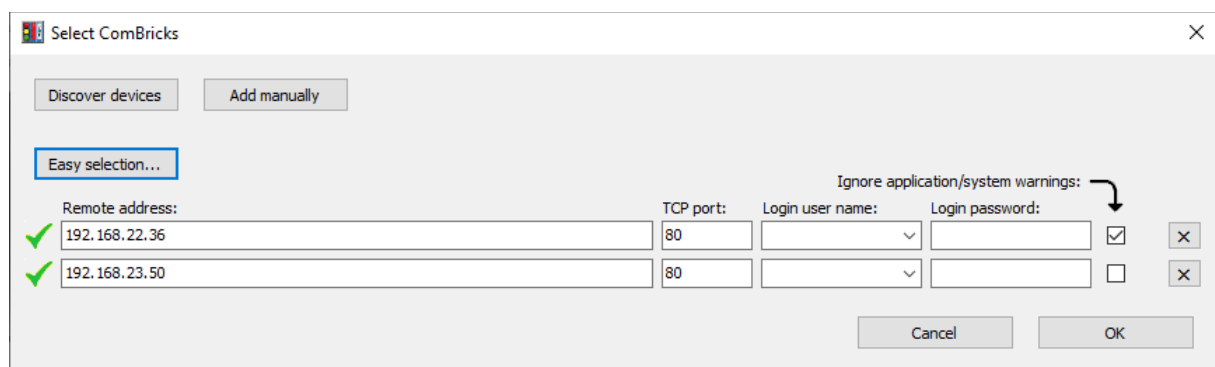 Select ComBricks
Discover devices Add manually
Easy selection...
Ignore application/system warnings:
Remote address: TCP port: Login user name: Login password:
192.168.22.36 80
192.168.23.50 80
Cancel OK